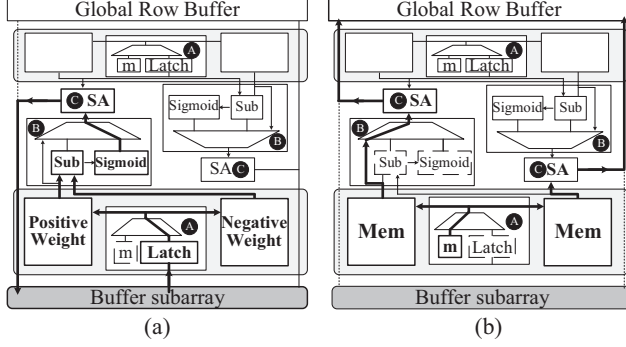 Global Row Buffer
A
m Latch
C SA
Sigmoid Sub
B
B
Sub Sigmoid
SA C
Positive Weight
A
m Latch
Negative Weight
Buffer subarray
(a)
Global Row Buffer
A
m Latch
C SA
Sigmoid Sub
B
B
Sub Sigmoid
C SA
Mem
A
m Latch
Mem
Buffer subarray
(b)